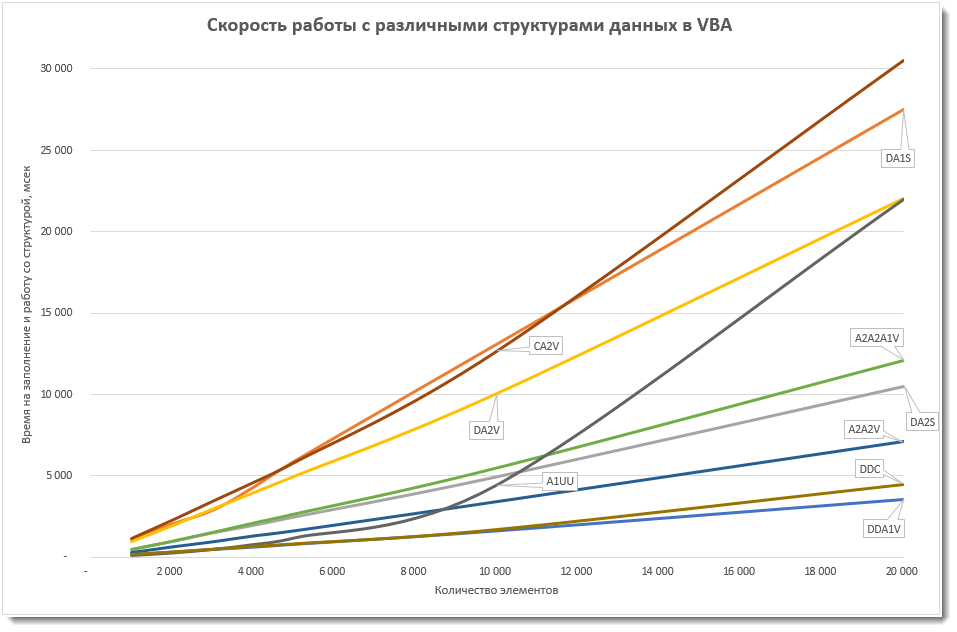 Скорость работы с различными структурами данных в VBA
30 000
25 000
20 000
15 000
10 000
5 000
-
Время на заполнение и работу со структурой, мсек
DA1S
CA2V
DA2V
A2A2A1V
DA2S
A2A2V
DDC
A1UU
DDA1V
-
2 000
4 000
6 000
8 000
10 000
12 000
14 000
16 000
18 000
20 000
Количество элементов